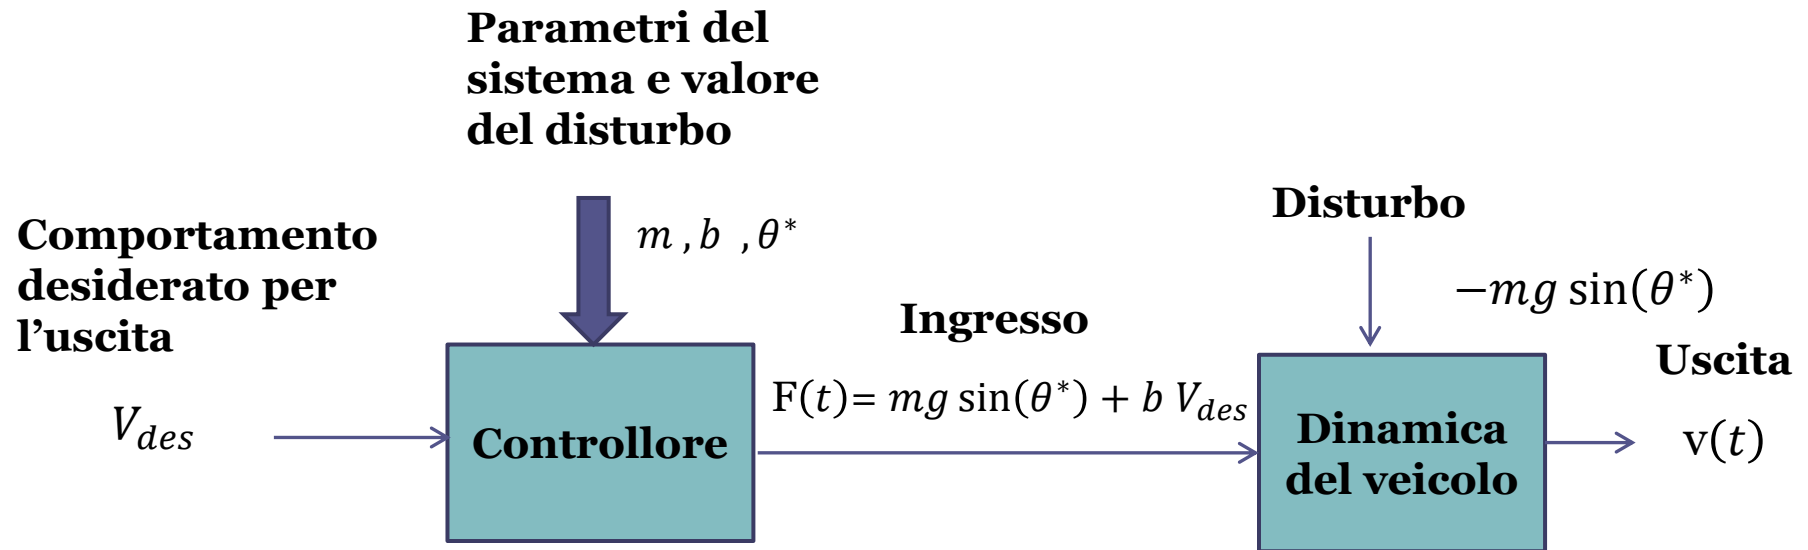 Parametri del
sistema e valore
del disturbo
m , b , θ*
Comportamento
desiderato per
l’uscita
V_des
Controllore
Ingresso
F(t)= mg sin(θ*) + b V_des
Disturbo
−mg sin(θ*)
Dinamica
del veicolo
Uscita
v(t)